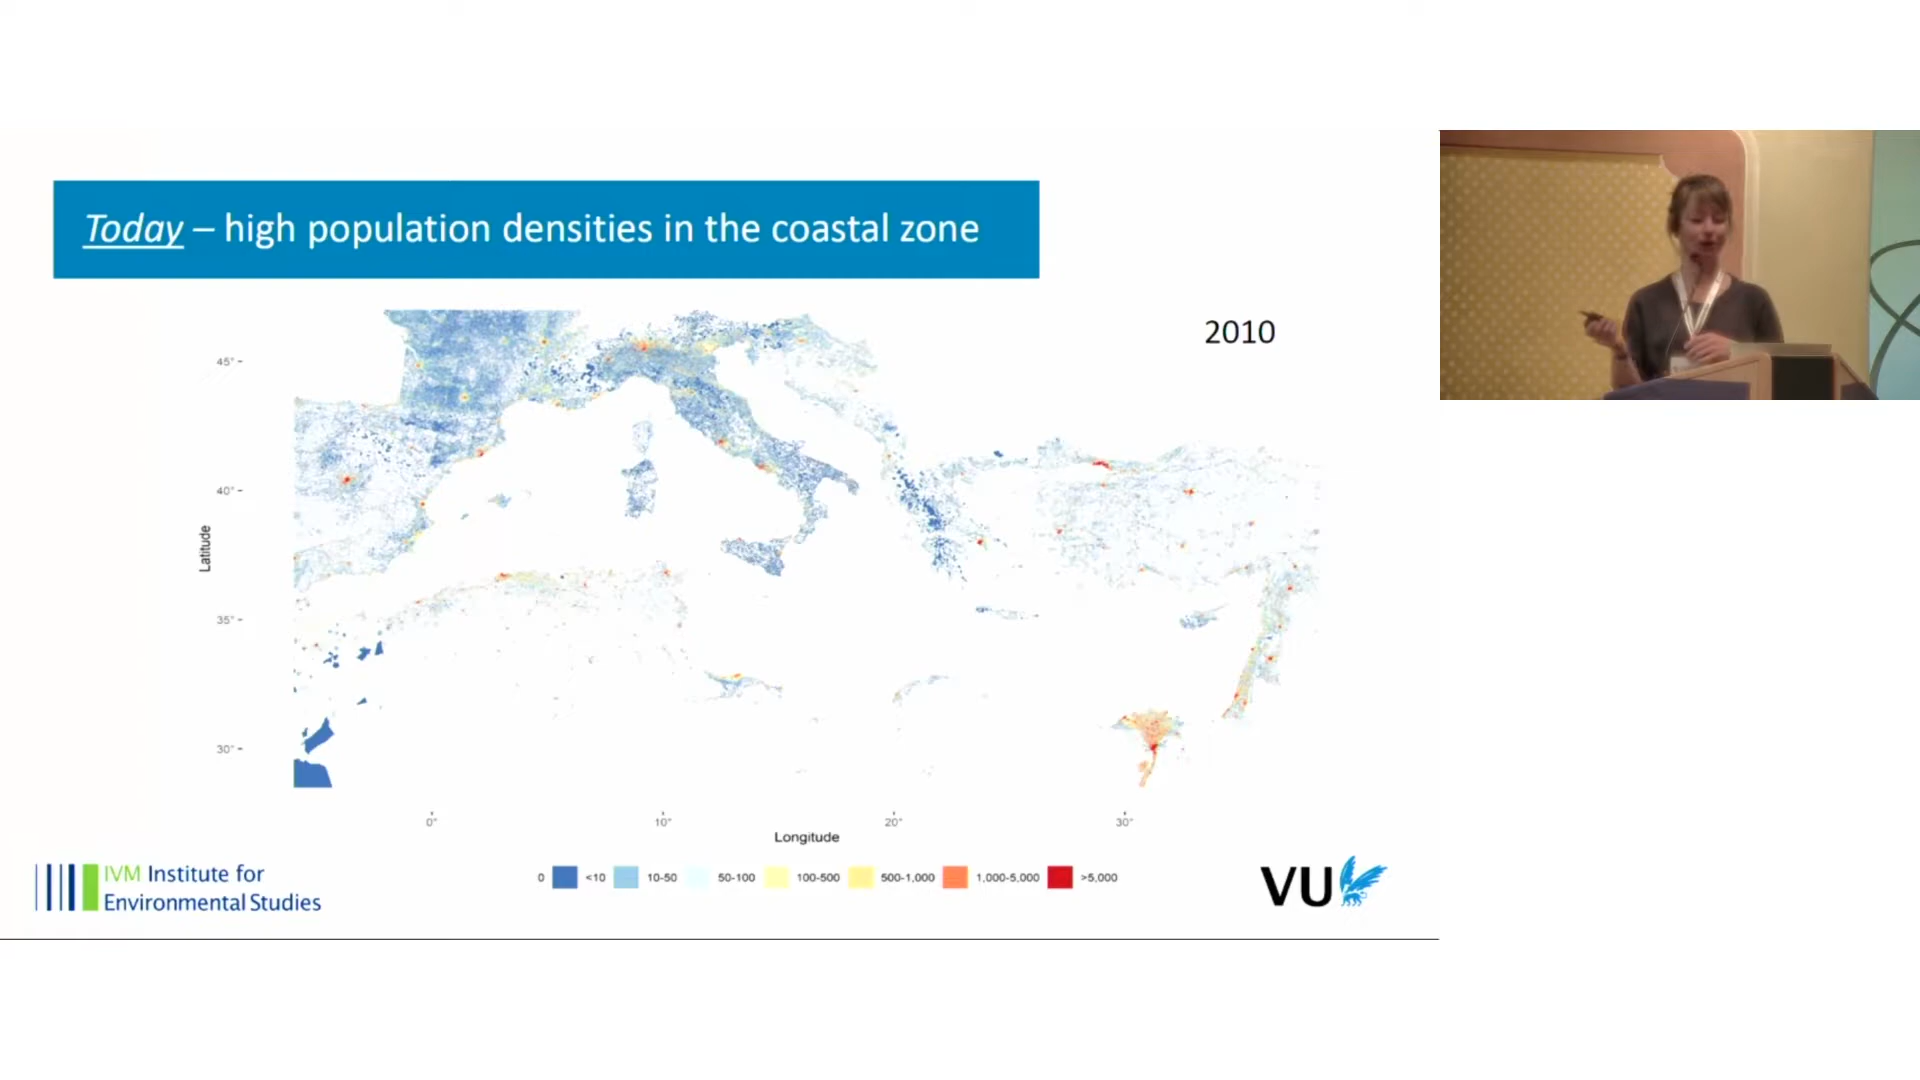 Today – high population densities in the coastal zone
2010
45°
40°
35°
30°
Latitude
0° 10° 20° 30°
Longitude
0 <10 10-50 50-100 100-500 500-1,000 1,000-5,000 >5,000
IVM Institute for
Environmental Studies
VU